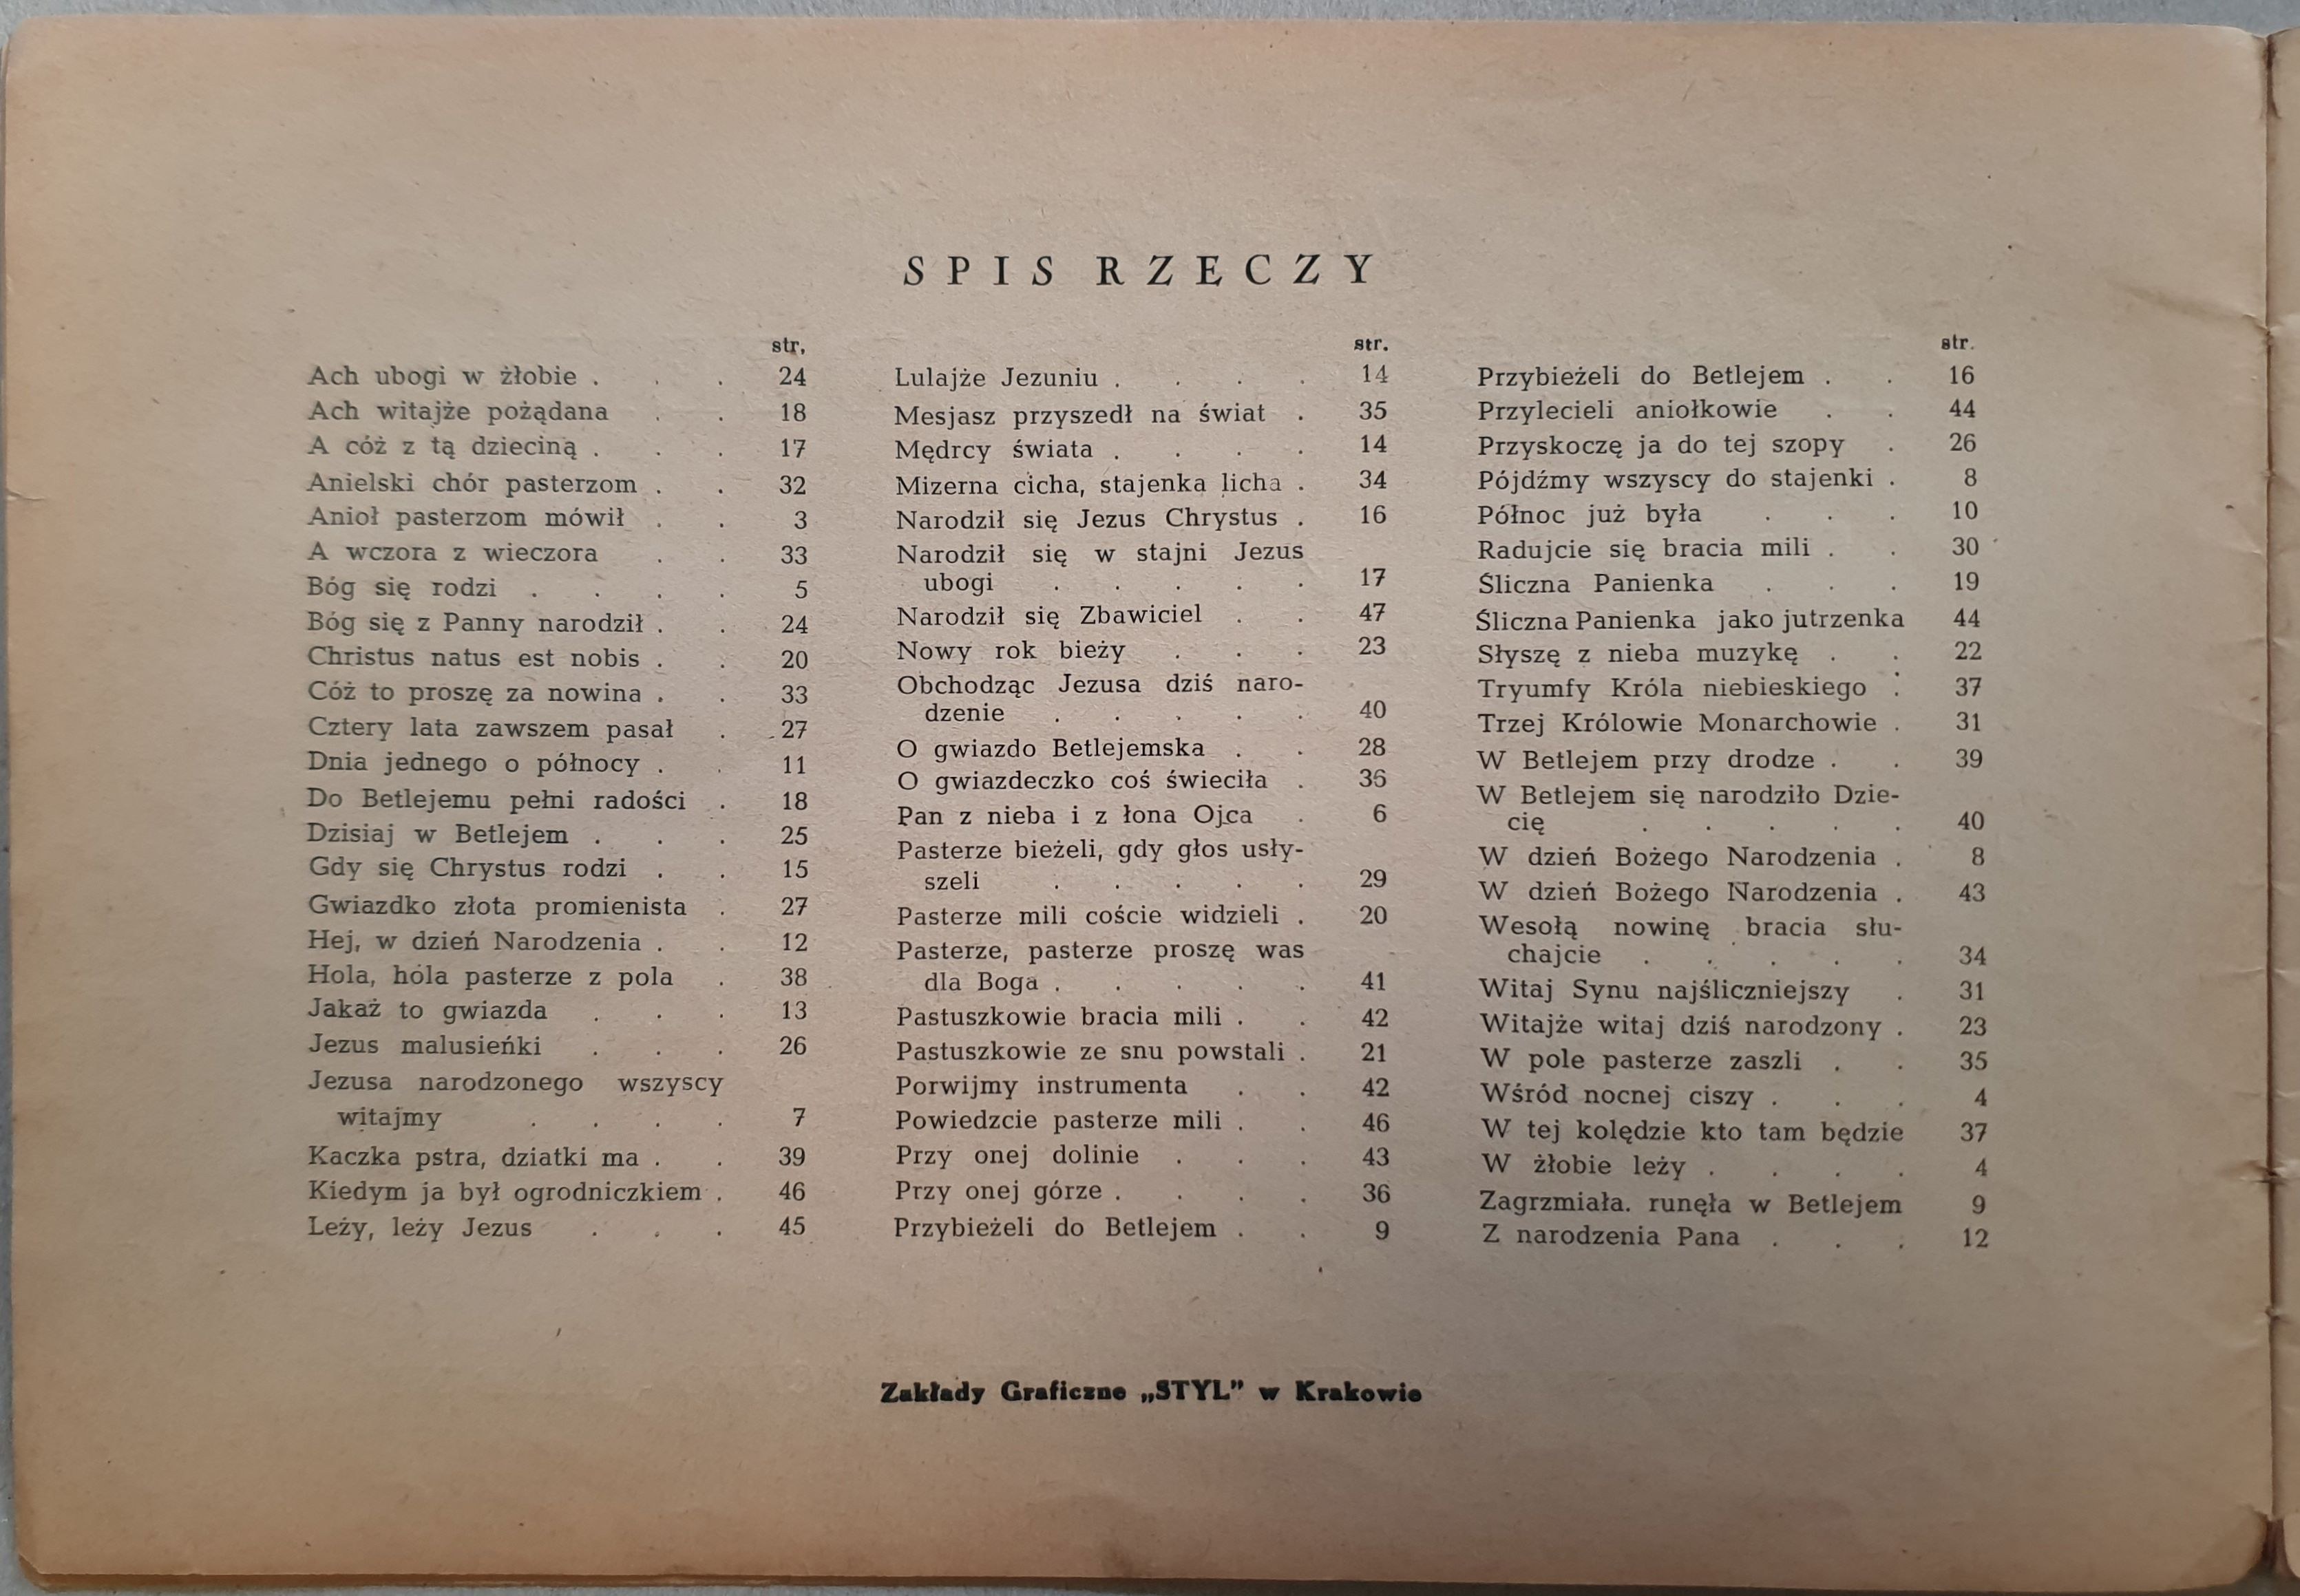 SPIS RZECZY
str,
Ach ubogi w żłobie . . . 24
Ach witajże pożądana . . 18
A cóż z tą dzieciną . . . 17
Anielski chór pasterzom . . 32
Anioł pasterzom mówił . . 3
A wczora z wieczora . . 33
Bóg się rodzi . . . . 5
Bóg się z Panny narodził . . 24
Christus natus est nobis . . 20
Cóż to proszę za nowina . . 33
Cztery lata zawszem pasał . 27
Dnia jednego o północy . . 11
Do Betlejemu pełni radości . 18
Dzisiaj w Betlejem . . . 25
Gdy się Chrystus rodzi . . 15
Gwiazdko złota promienista . 27
Hej, w dzień Narodzenia . . 12
Hola, hola pasterze z pola . 38
Jakaż to gwiazda . . . 13
Jezus malusieńki . . . 26
Jezusa narodzonego wszyscy
witajmy . . . . 7
Kaczka pstra, dziatki ma . . 39
Kiedym ja był ogrodniczkiem . 46
Leży, leży Jezus . . . 45
str.
Lulajże Jezuniu . . . . 14
Mesjasz przyszedł na świat . 35
Mędrcy świata . . . . 14
Mizerna cicha, stajenka licha . 34
Narodził się Jezus Chrystus . 16
Narodził się w stajni Jezus
ubogi . . . . . 17
Narodził się Zbawiciel . . 47
Nowy rok bieży . . . 23
Obchodząc Jezusa dziś naro-
dzenie . . . . . 40
O gwiazdo Betlejemska . . 28
O gwiazdeczko coś świeciła . 36
Pan z nieba i z łona Ojca . 6
Pasterze bieżeli, gdy głos usły-
szeli . . . . . 29
Pasterze mili coście widzieli . 20
Pasterze, pasterze proszę was
dla Boga . . . . . 41
Pastuszkowie bracia mili . . 42
Pastuszkowie ze snu powstali . 21
Porwijmy instrumenta . . 42
Powiedzcie pasterze mili . . 46
Przy onej dolinie . . . 43
Przy onej górze . . . . 36
Przybieżeli do Betlejem . . 9
str.
Przybieżeli do Betlejem . . 16
Przylecieli aniołkowie . . 44
Przyskoczę ja do tej szopy . 26
Pójdźmy wszyscy do stajenki . 8
Północ już była . . . 10
Radujcie się bracia mili . . 30
Śliczna Panienka . . . 19
Śliczna Panienka jako jutrzenka 44
Słyszę z nieba muzykę . . 22
Tryumfy Króla niebieskiego . 37
Trzej Królowie Monarchowie . 31
W Betlejem przy drodze . . 39
W Betlejem się narodziło Dzie-
cię . . . . . 40
W dzień Bożego Narodzenia . 8
W dzień Bożego Narodzenia . 43
Wesołą nowinę bracia słu-
chajcie . . . . . 34
Witaj Synu najśliczniejszy . 31
Witajże witaj dziś narodzony . 23
W pole pasterze zaszli . . 35
Wśród nocnej ciszy . . . 4
W tej kolędzie kto tam będzie 37
W żłobie leży . . . . 4
Zagrzmiała. runęła w Betlejem 9
Z narodzenia Pana . . . 12
Zakłady Graficzne „STYL” w Krakowie